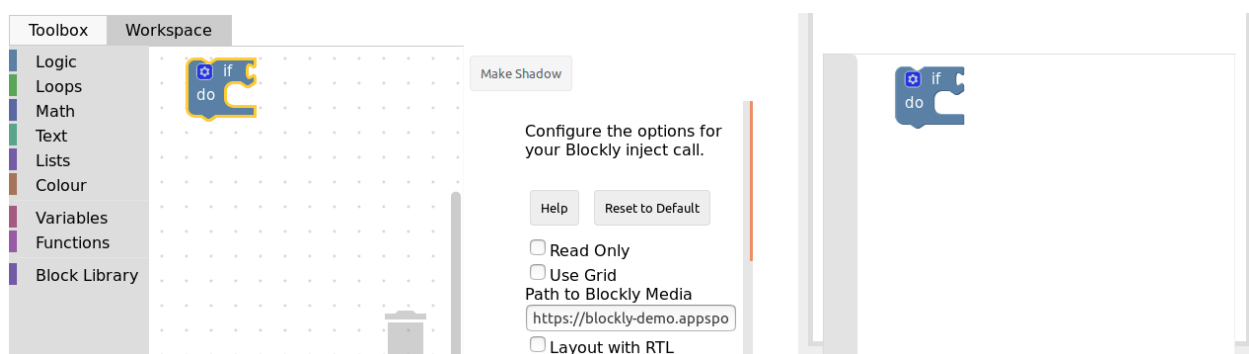 Toolbox Workspace
Logic
Loops
Math
Text
Lists
Colour
Variables
Functions
Block Library
if
do
Make Shadow
Configure the options for
your Blockly inject call.
Help Reset to Default
Read Only
Use Grid
Path to Blockly Media
https://blockly-demo.appspo
Layout with RTL
if
do